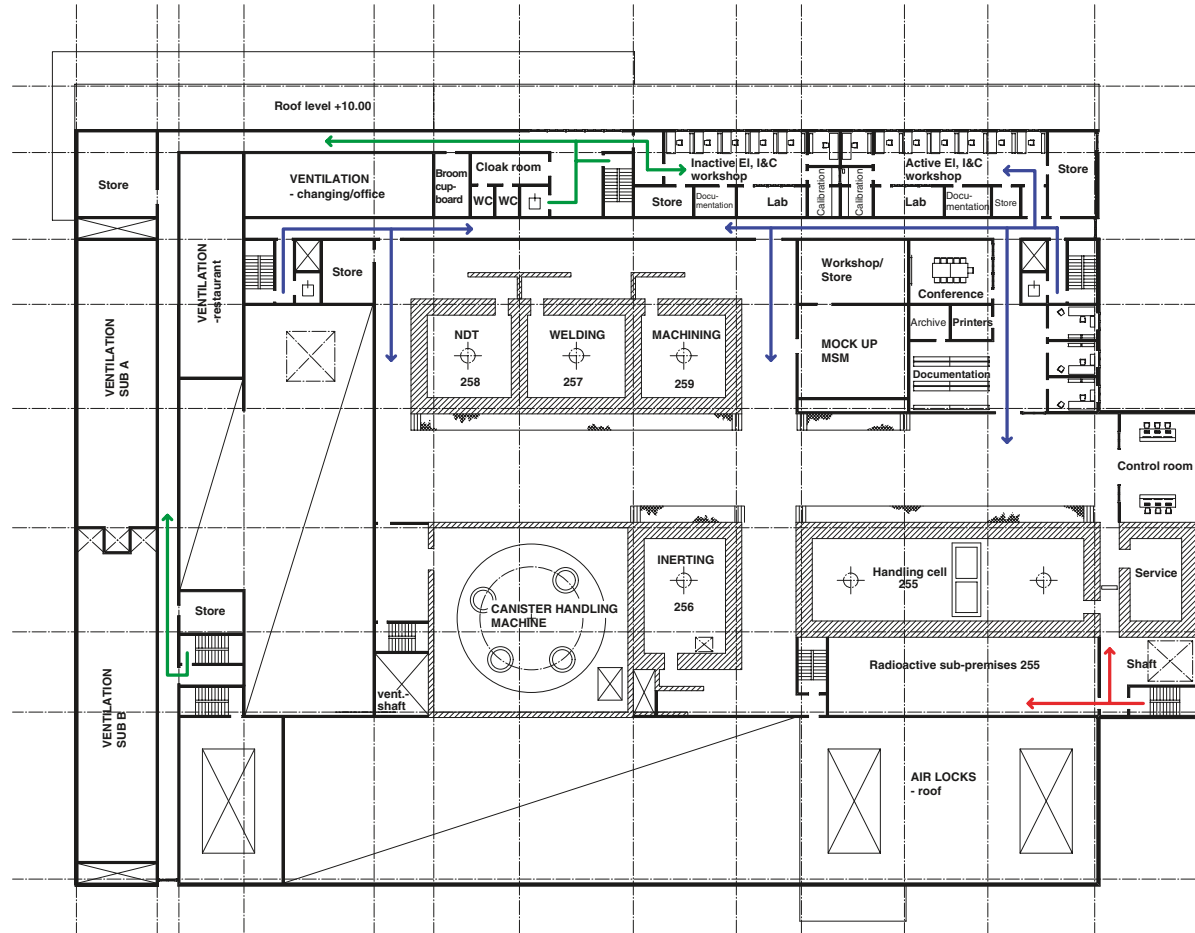 Roof level +10.00
Store
VENTILATION
- changing/office
Broom
cup-
board
Cloak room
WC
WC
Inactive EI, I&C
workshop
Store
Docu-
mentation
Lab
Calibration
Calibration
Active EI, I&C
workshop
Lab
Docu-
mentation
Store
Store
VENTILATION
-restaurant
Store
Workshop/
Store
Conference
Archive
Printers
MOCK UP
MSM
Documentation
NDT
258
WELDING
257
MACHINING
259
VENTILATION
SUB A
Control room
INERTING
256
Handling cell
255
Service
CANISTER HANDLING
MACHINE
Store
Radioactive sub-premises 255
Shaft
vent.-
shaft
VENTILATION
SUB B
AIR LOCKS
- roof